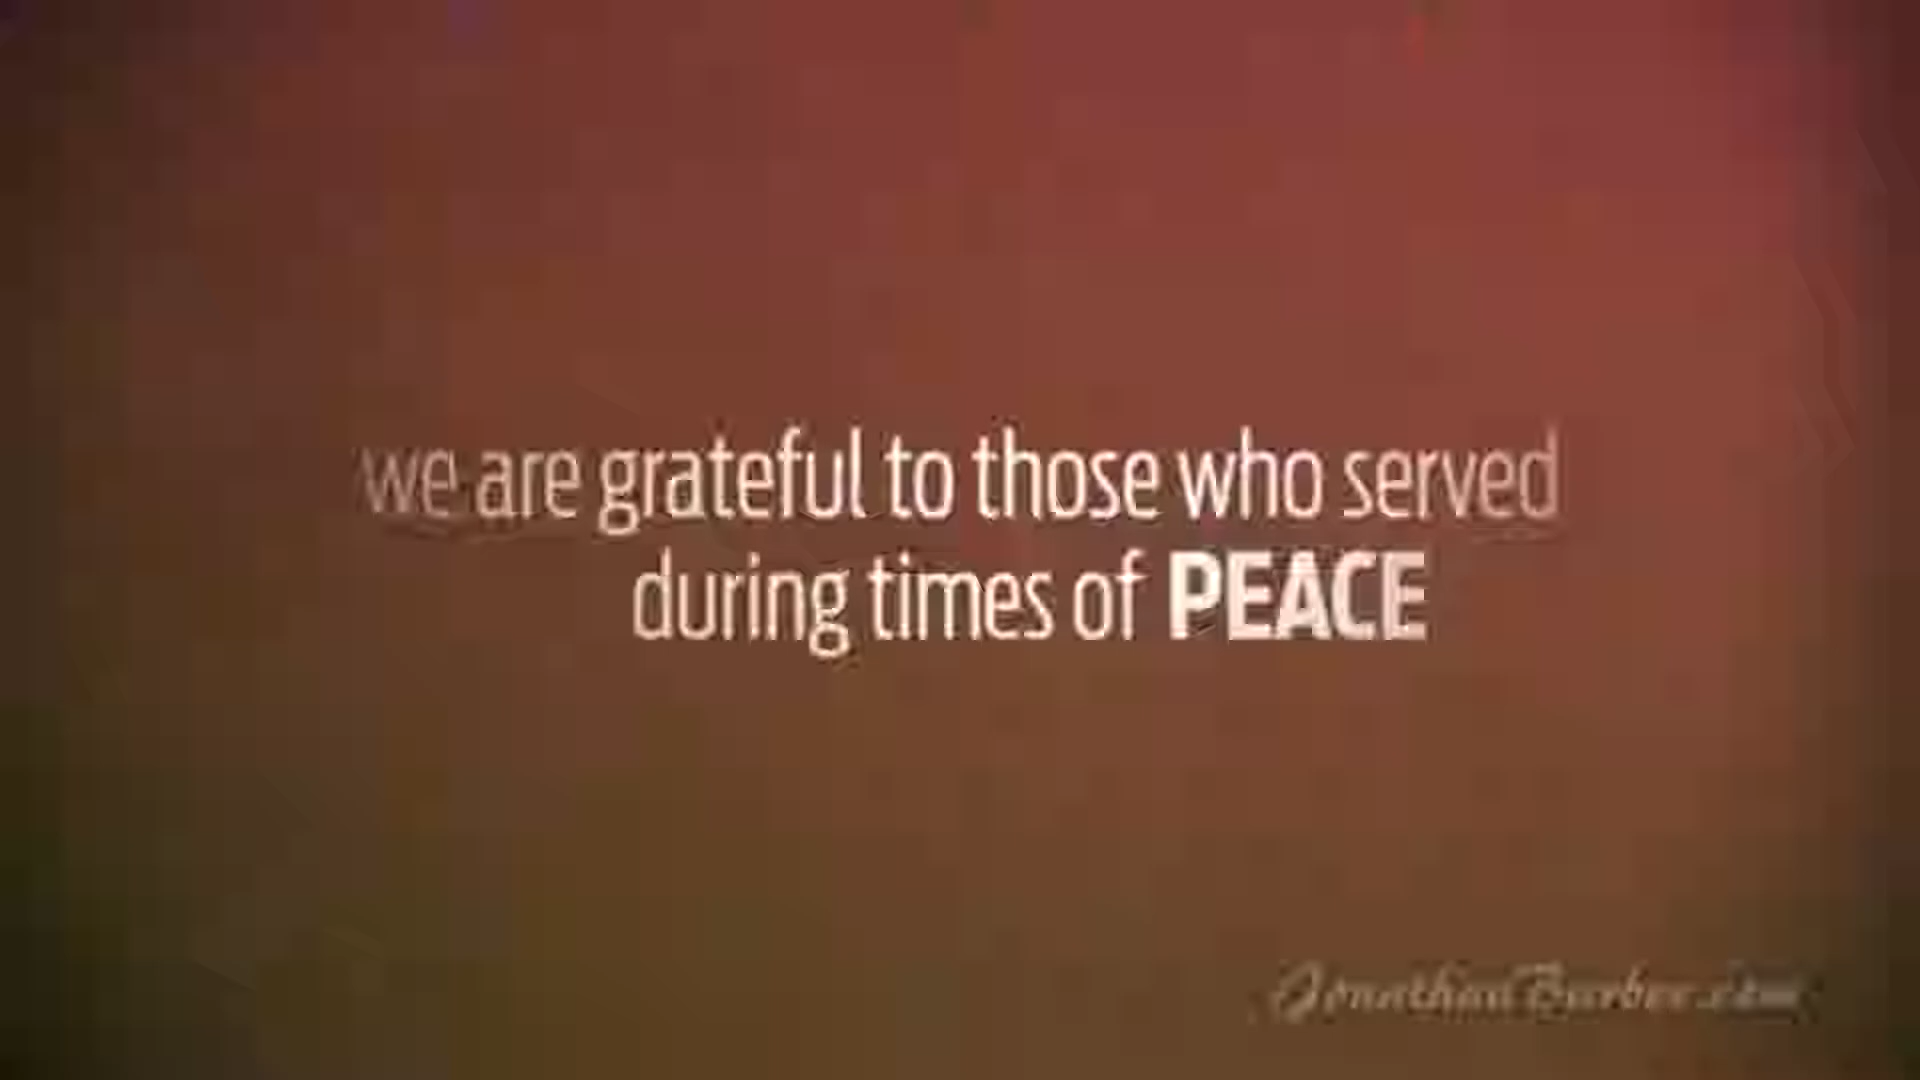 we are grateful to those who served
during times of PEACE